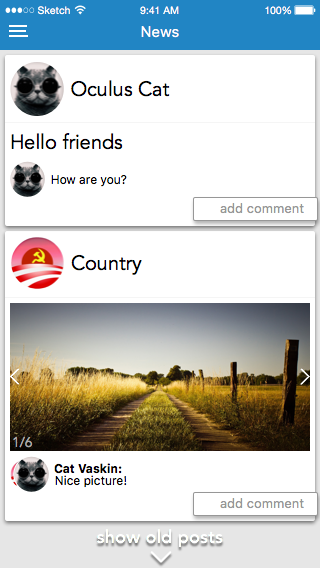 Sketch 9:41 AM 100%
News
Oculus Cat
Hello friends
How are you?
add comment
Country
1/6
Cat Vaskin:
Nice picture!
add comment
show old posts